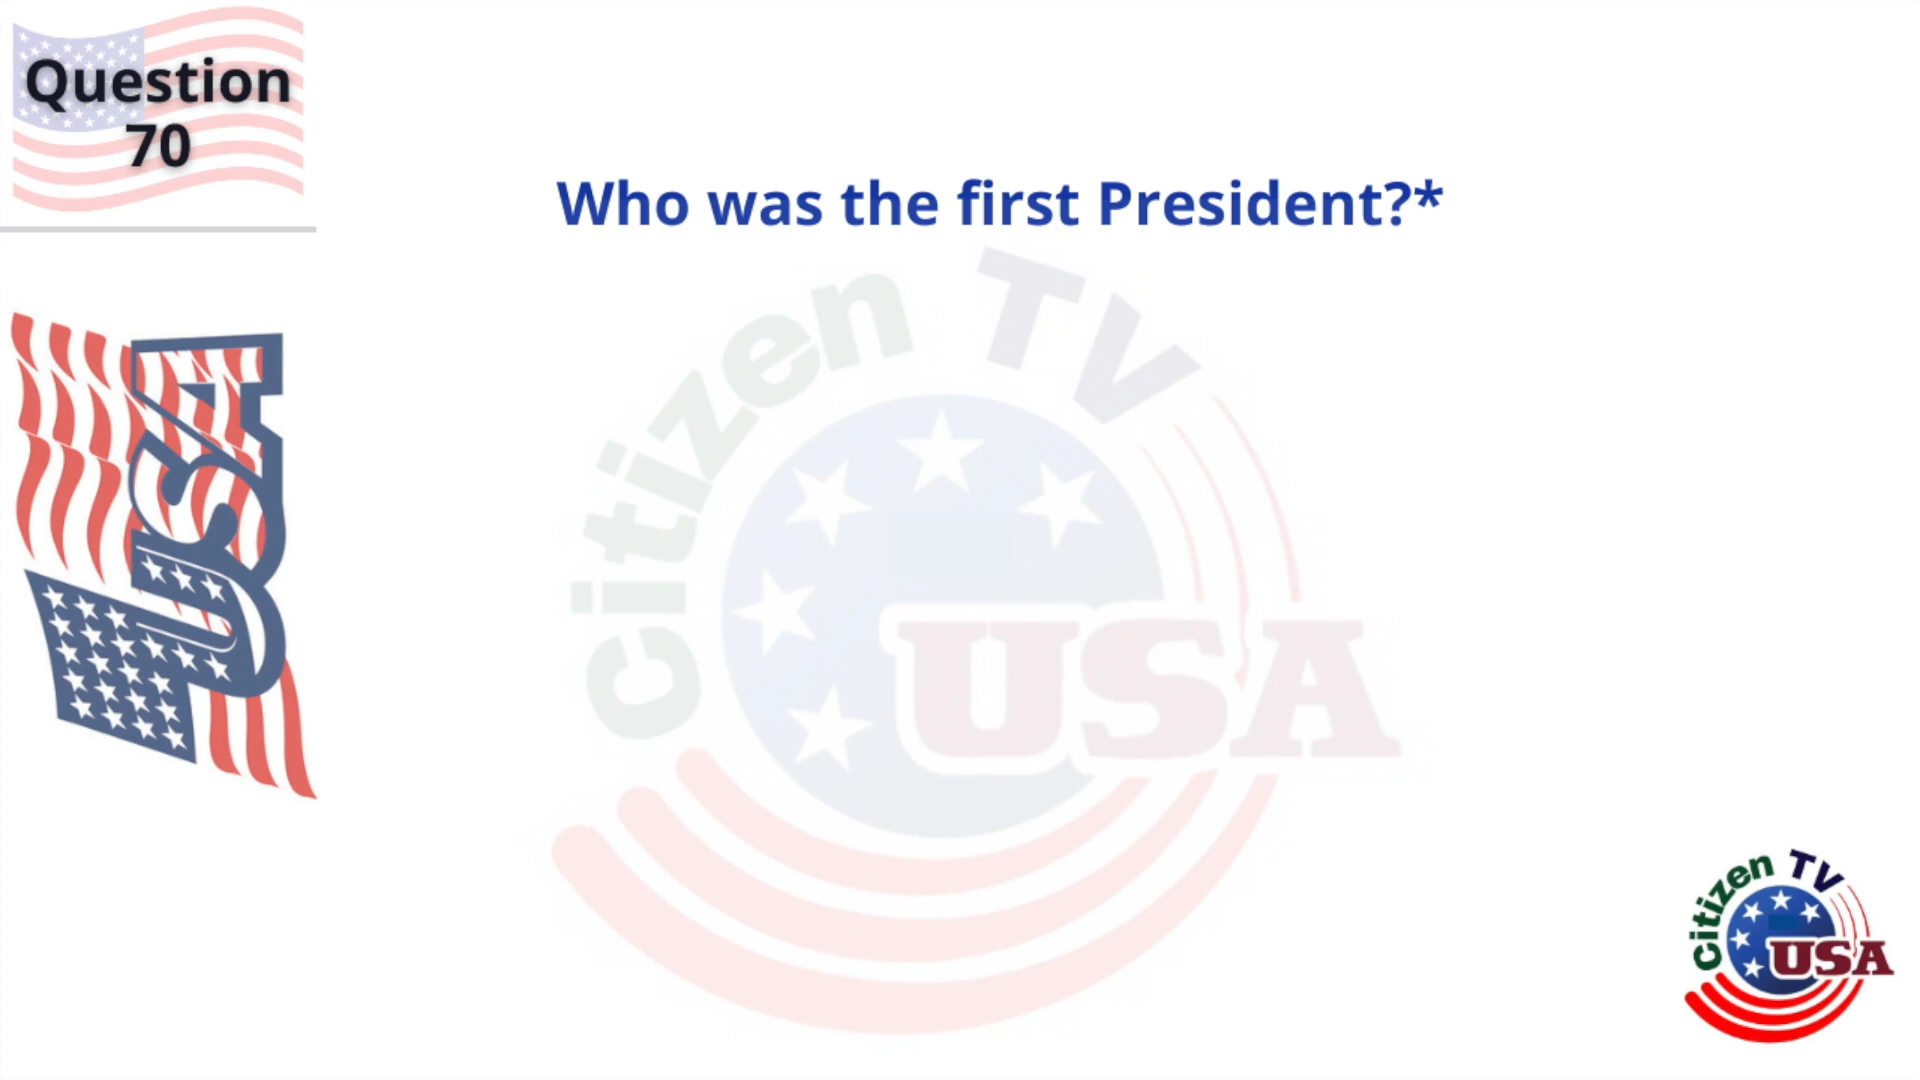 Question
70
Who was the first President?*
USA
Citizen TV
USA
Citizen TV
USA